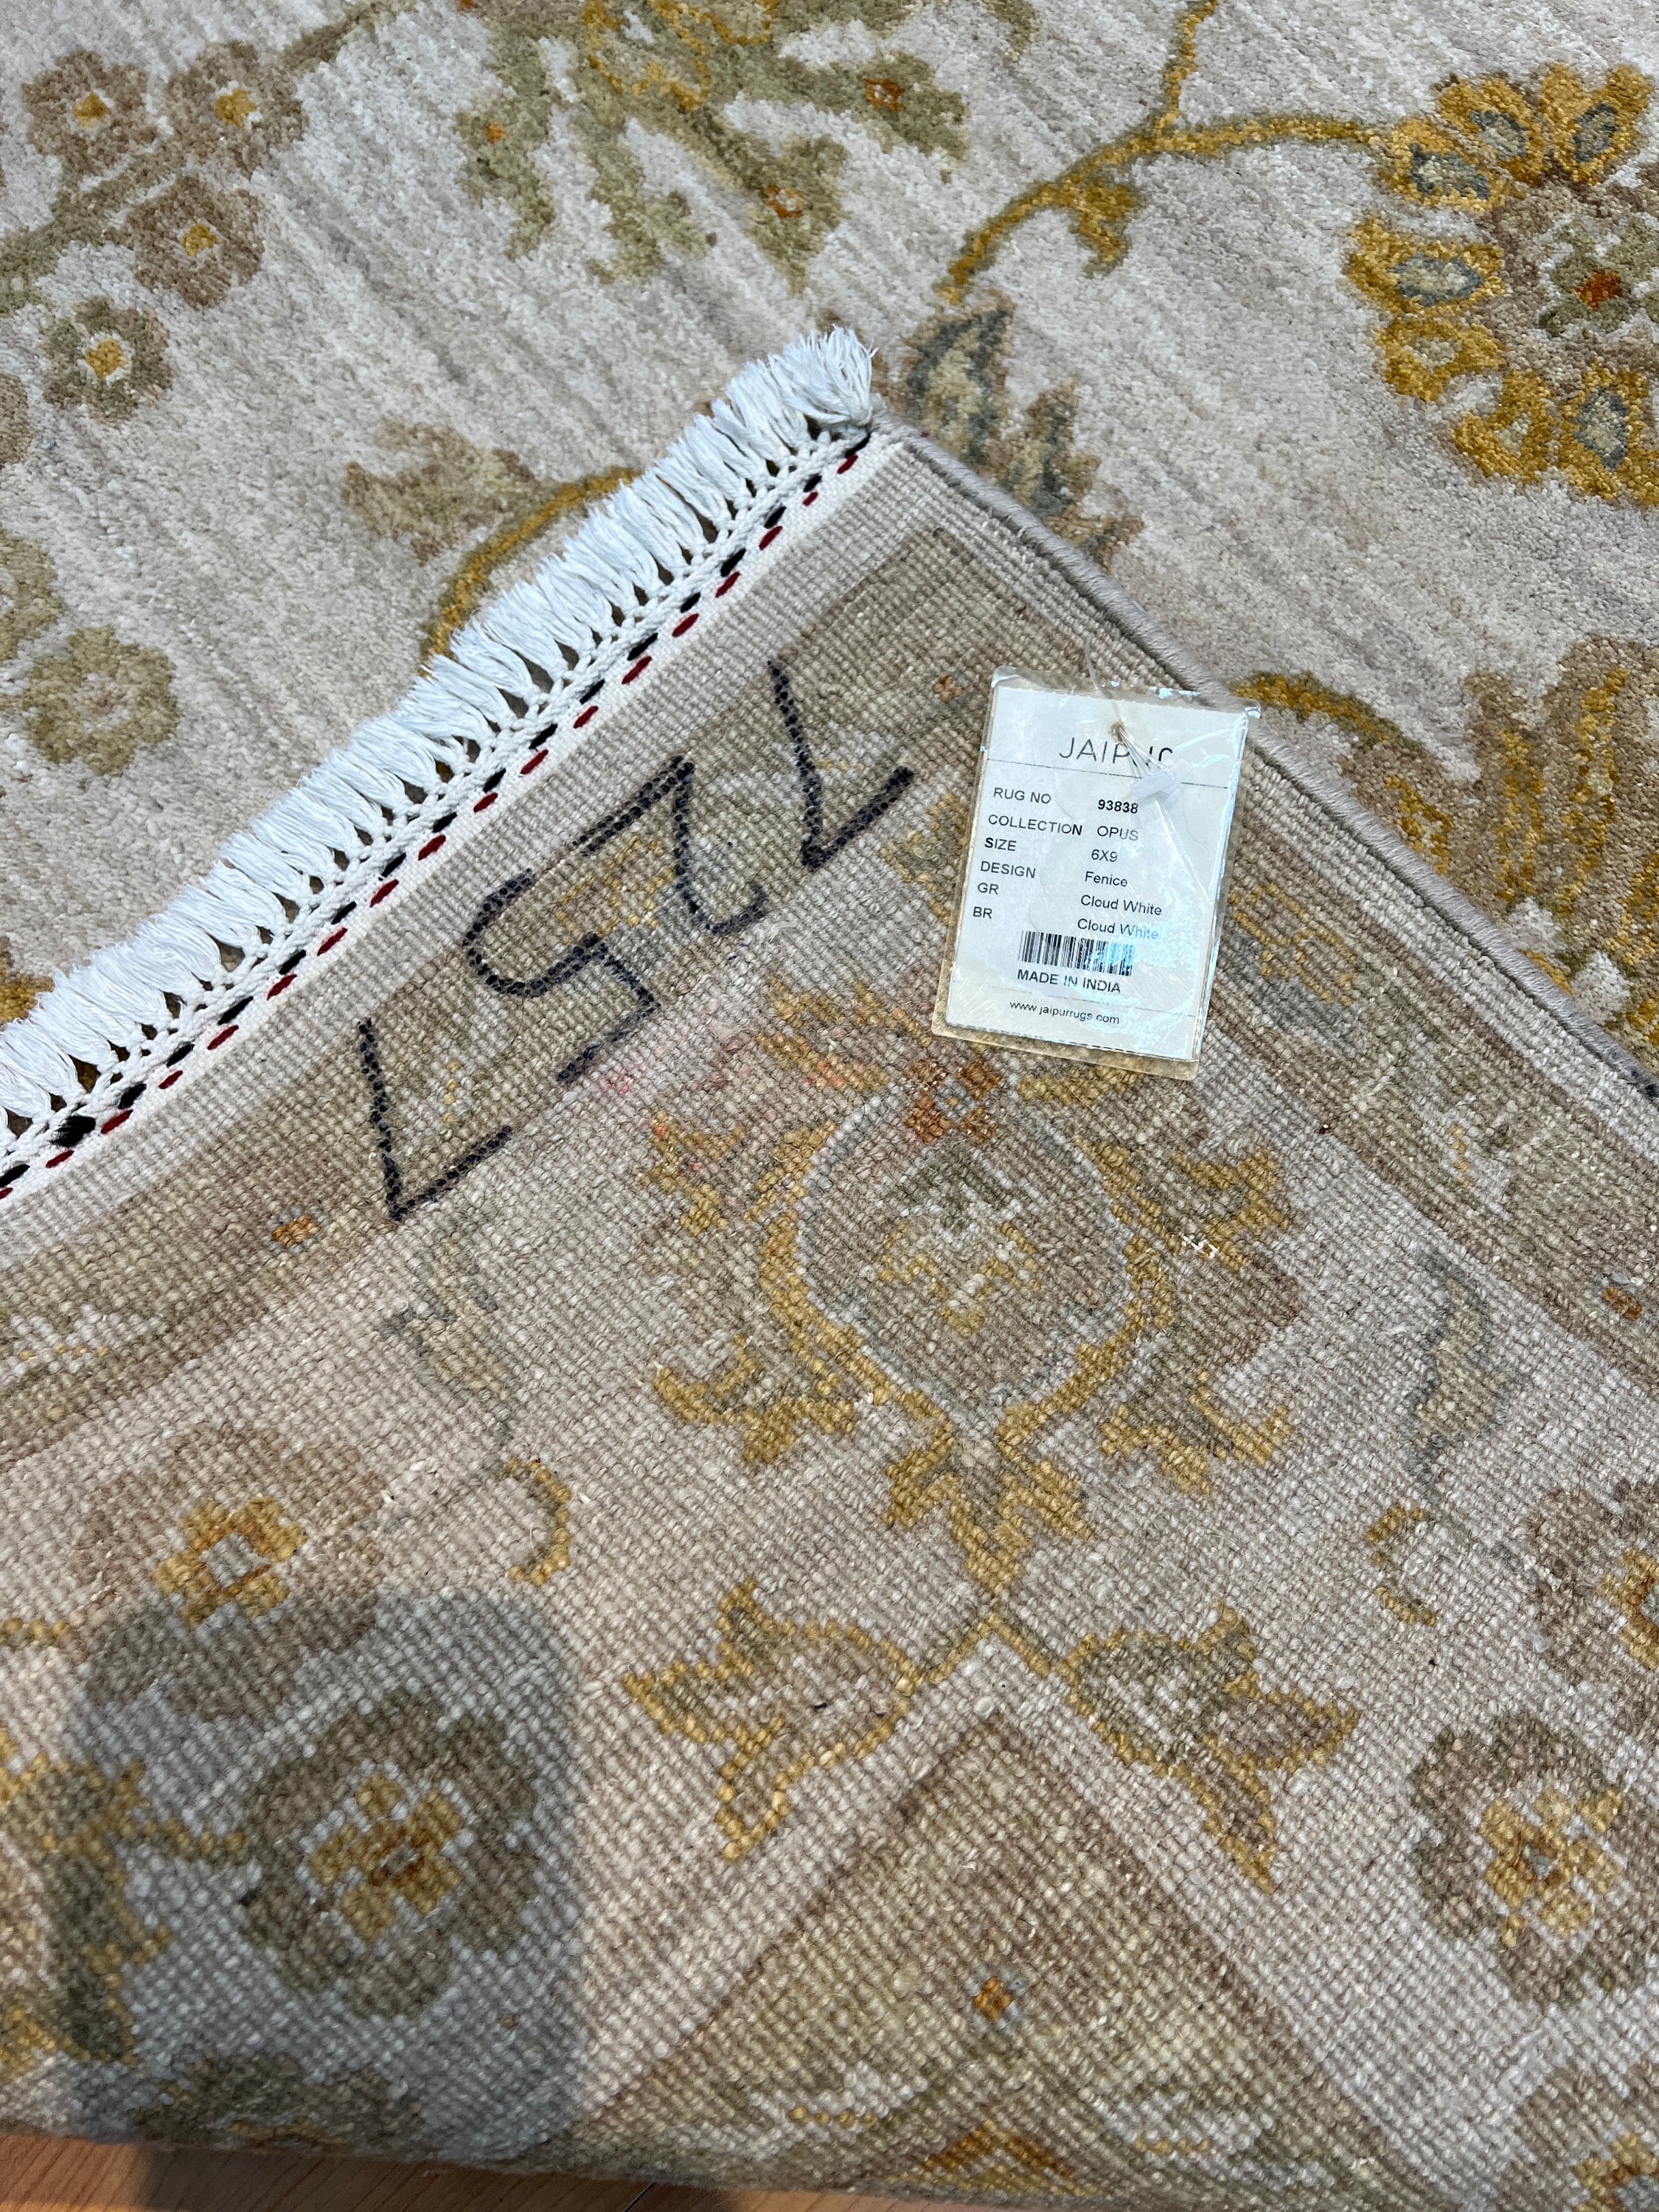 7257
JAIPUR
RUG NO 93838
COLLECTION OPUS
SIZE 6X9
DESIGN Fenice
GR Cloud White
BR Cloud White
MADE IN INDIA
www.jaipurrugs.com